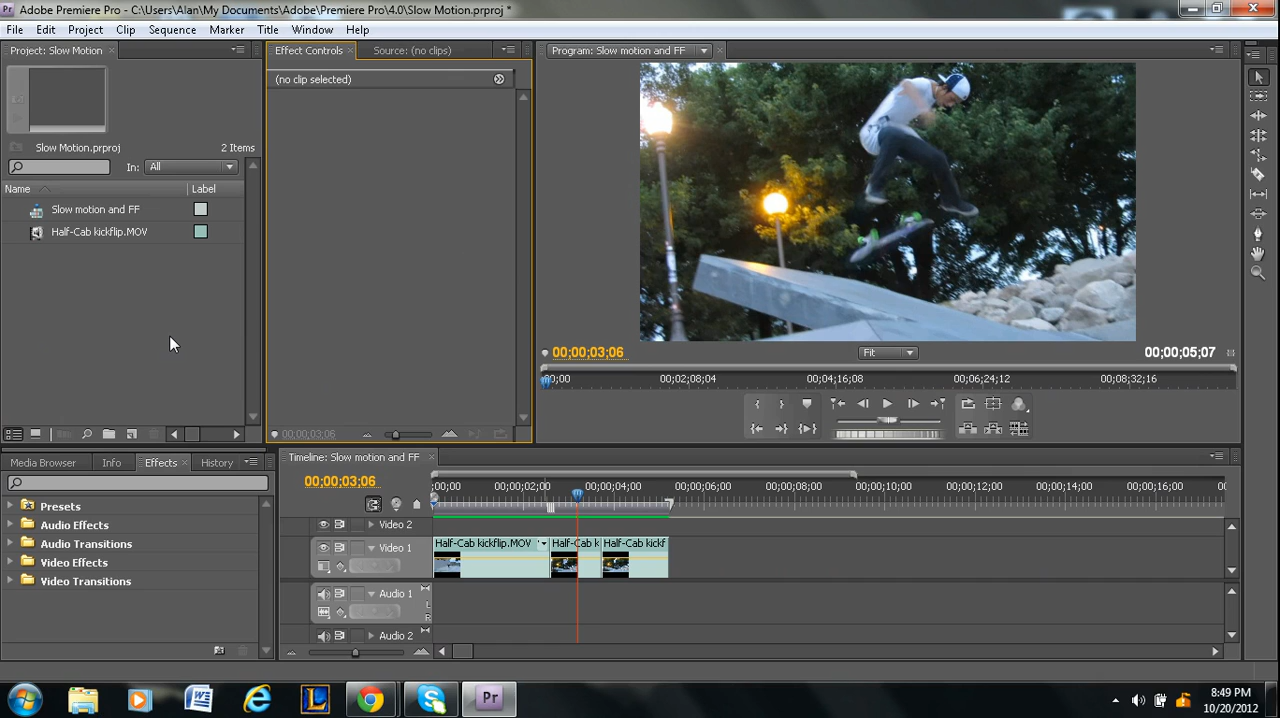 Adobe Premiere Pro - C:\Users\Alan\My Documents\Adobe\Premiere Pro\4.0\Slow Motion.prproj *
File Edit Project Clip Sequence Marker Title Window Help
Project: Slow Motion
Effect Controls
Source: (no clips)
Program: Slow motion and FF
(no clip selected)
Slow Motion.prproj
2 Items
In: All
Name
Label
Slow motion and FF
Half-Cab kickflip.MOV
00;00;03;06
Fit
00;00;05;07
00;00
00;02;08;04
00;04;16;08
00;06;24;12
00;08;32;16
00;00;03;06
Media Browser
Info
Effects
History
Presets
Audio Effects
Audio Transitions
Video Effects
Video Transitions
Timeline: Slow motion and FF
00;00;03;06
;00;00
00;00;02;00
00;00;04;00
00;00;06;00
00;00;08;00
00;00;10;00
00;00;12;00
00;00;14;00
00;00;16;00
Video 2
Video 1
Half-Cab kickflip.MOV
Half-Cab k
Half-Cab kickf
Audio 1
L
R
Audio 2
W
L
Pr
8:49 PM
10/20/2012